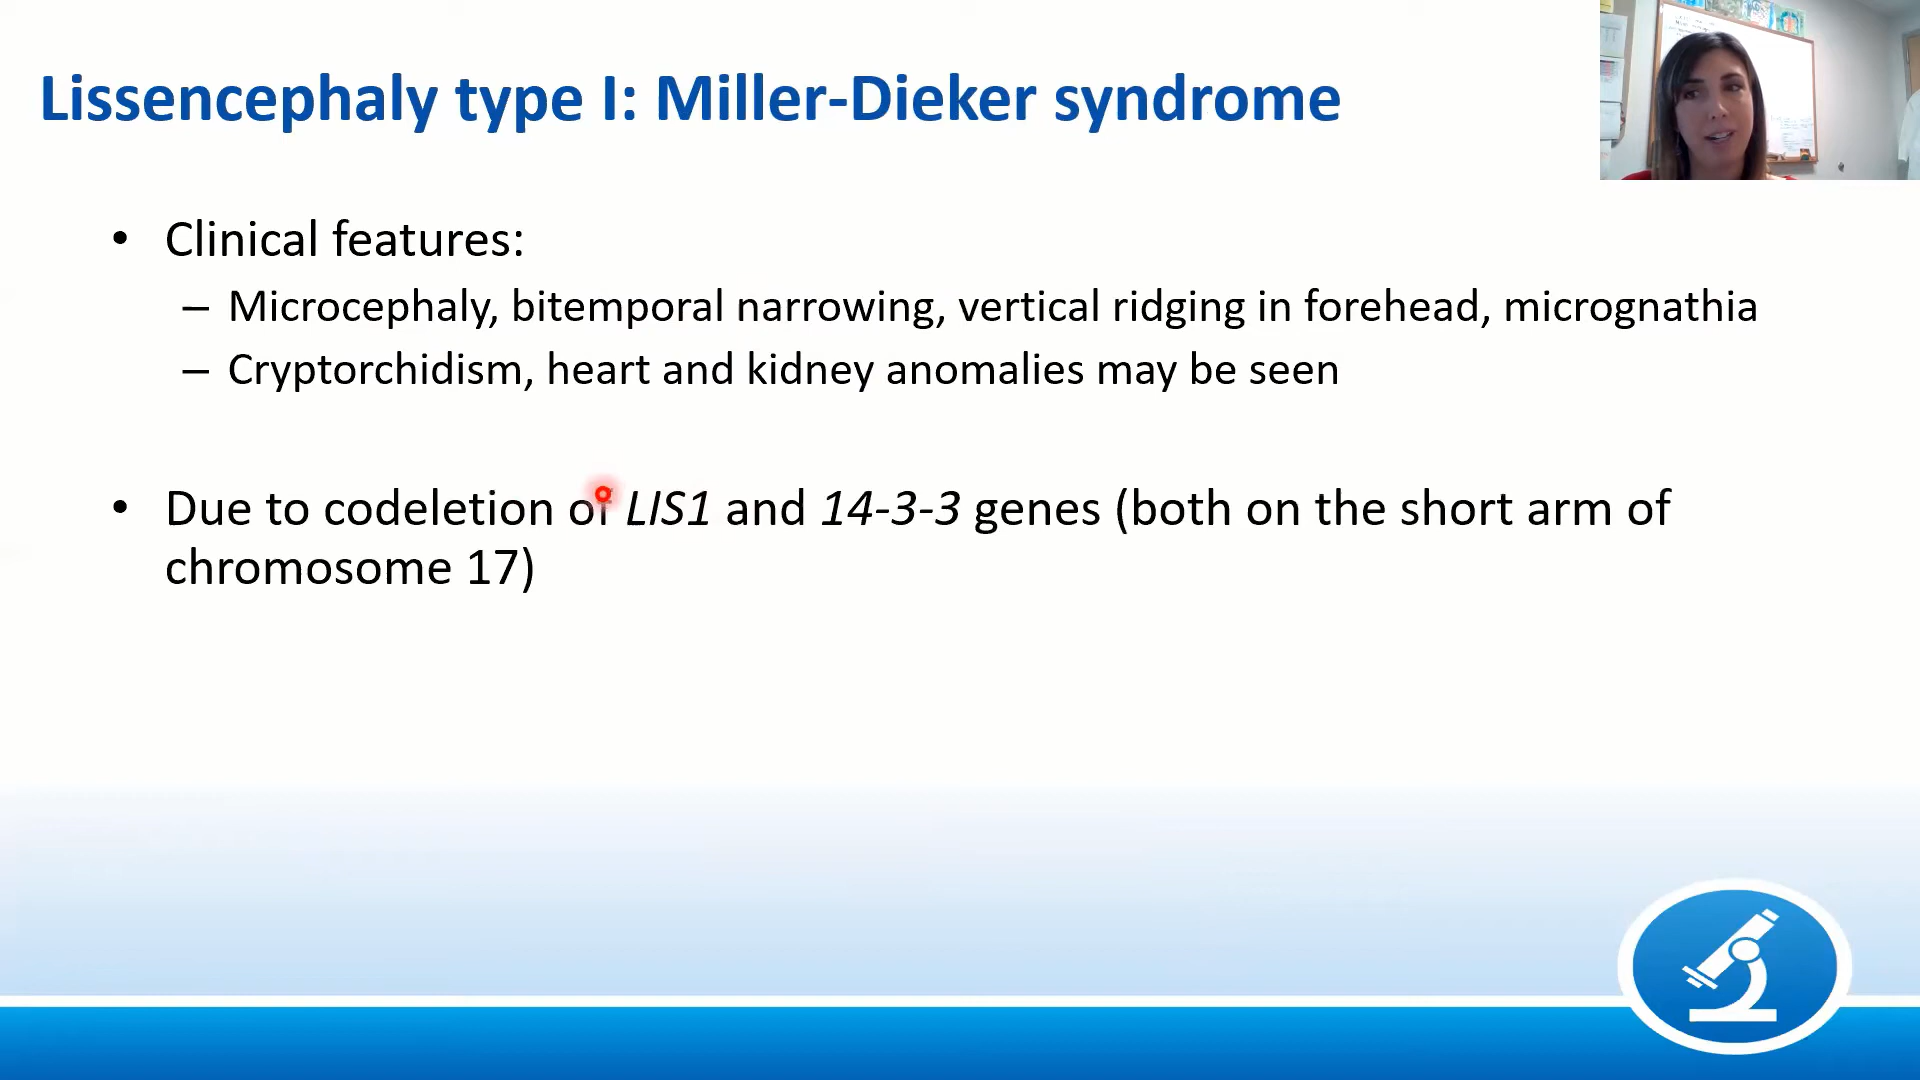 Lissencephaly type I: Miller-Dieker syndrome
• Clinical features:
– Microcephaly, bitemporal narrowing, vertical ridging in forehead, micrognathia
– Cryptorchidism, heart and kidney anomalies may be seen
• Due to codeletion of LIS1 and 14-3-3 genes (both on the short arm of
chromosome 17)